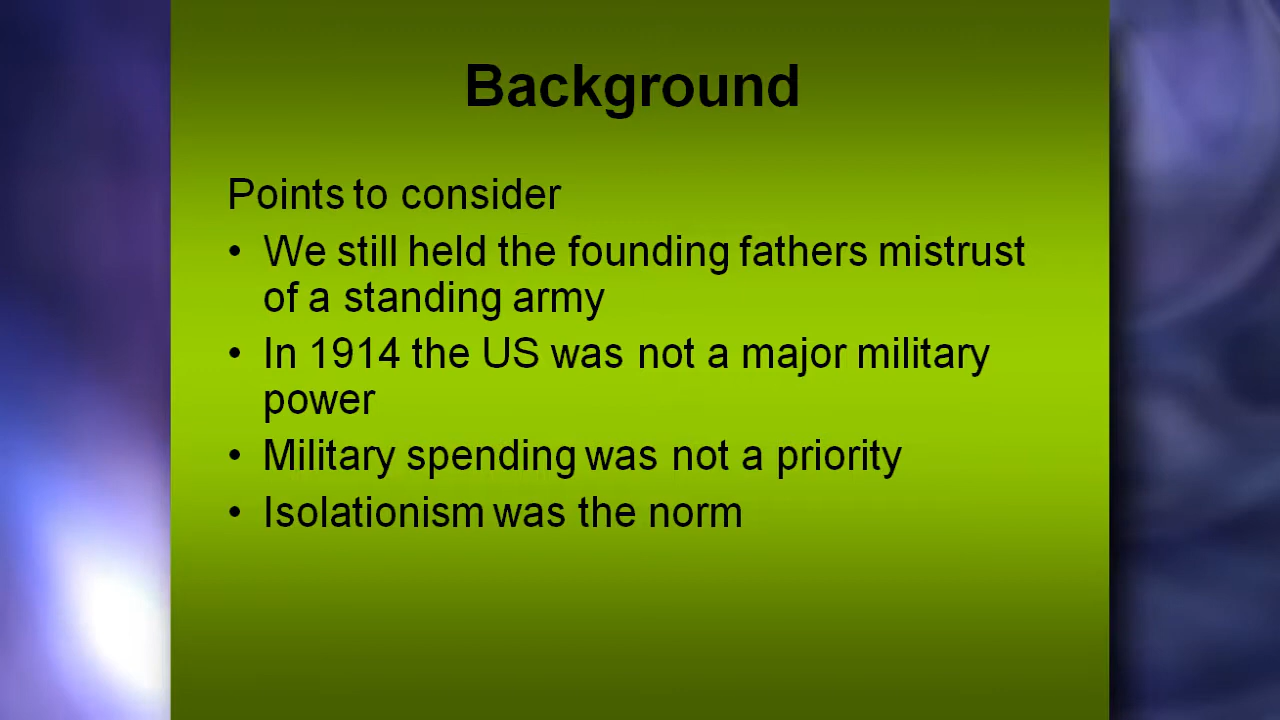 Background
Points to consider
• We still held the founding fathers mistrust
of a standing army
• In 1914 the US was not a major military
power
• Military spending was not a priority
• Isolationism was the norm